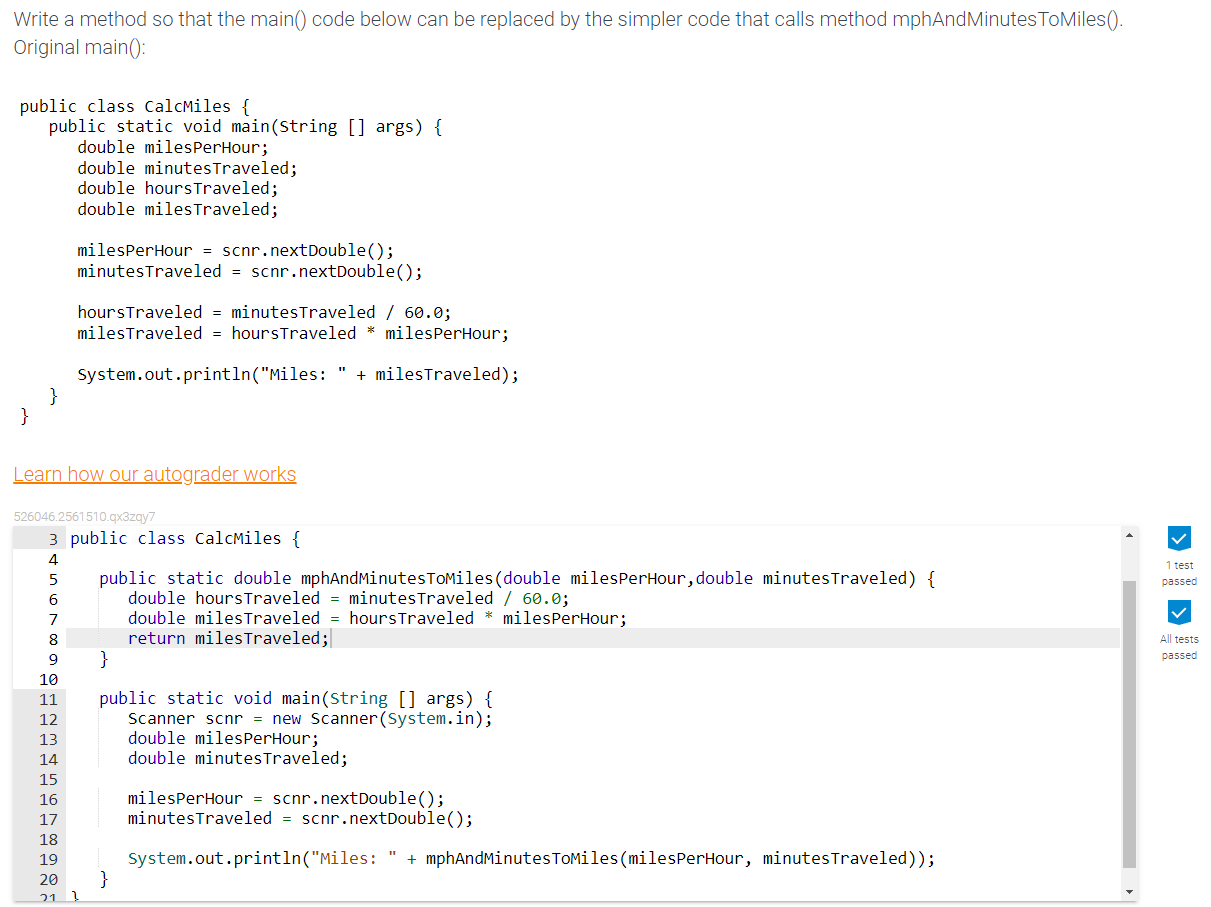 Write a method so that the main() code below can be replaced by the simpler code that calls method mphAndMinutesToMiles().
Original main():
public class CalcMiles {
   public static void main(String [] args) {
      double milesPerHour;
      double minutesTraveled;
      double hoursTraveled;
      double milesTraveled;

      milesPerHour = scnr.nextDouble();
      minutesTraveled = scnr.nextDouble();

      hoursTraveled = minutesTraveled / 60.0;
      milesTraveled = hoursTraveled * milesPerHour;

      System.out.println("Miles: " + milesTraveled);
   }
}
Learn how our autograder works
526046.2561510.qx3zqy7
3 public class CalcMiles {
4
5    public static double mphAndMinutesToMiles(double milesPerHour,double minutesTraveled) {
6       double hoursTraveled = minutesTraveled / 60.0;
7       double milesTraveled = hoursTraveled * milesPerHour;
8       return milesTraveled;
9    }
10
11    public static void main(String [] args) {
12       Scanner scnr = new Scanner(System.in);
13       double milesPerHour;
14       double minutesTraveled;
15
16       milesPerHour = scnr.nextDouble();
17       minutesTraveled = scnr.nextDouble();
18
19       System.out.println("Miles: " + mphAndMinutesToMiles(milesPerHour, minutesTraveled));
20    }
21 }
1 test
passed
All tests
passed